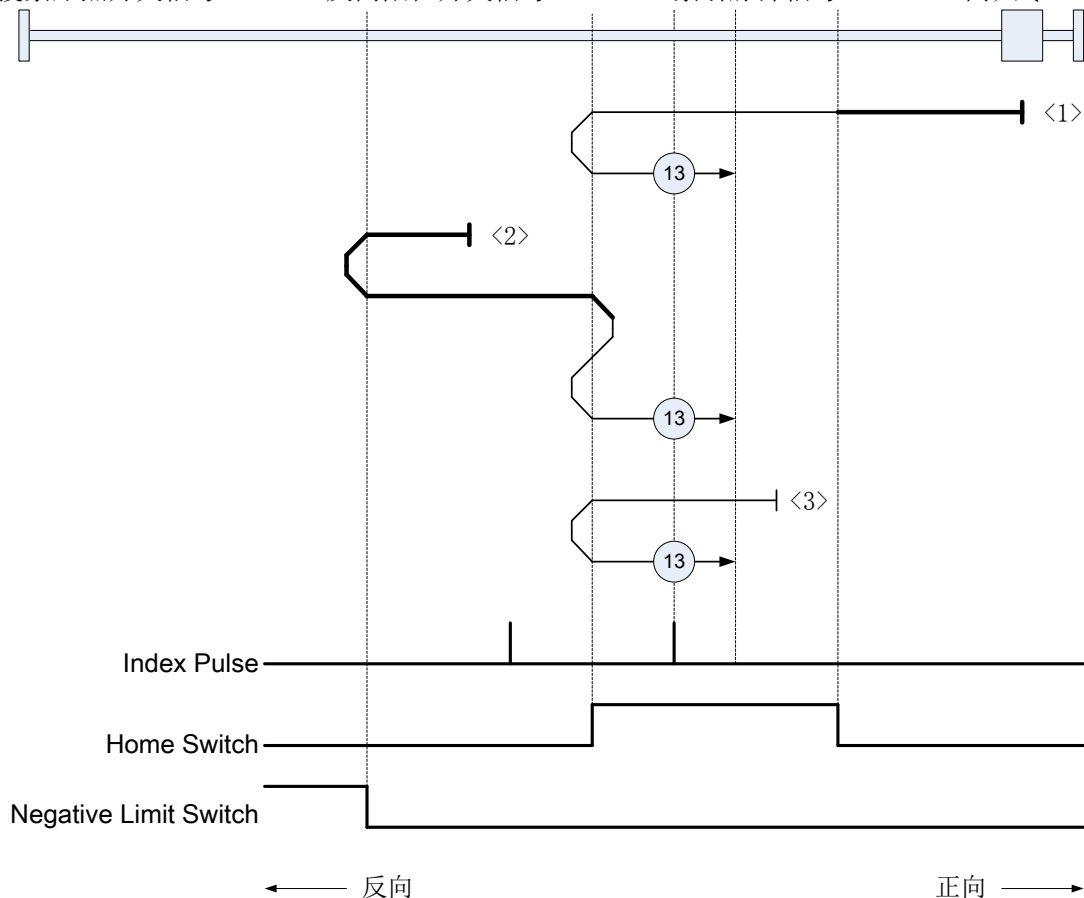 <1>
13
<2>
13
<3>
13
Index Pulse
Home Switch
Negative Limit Switch
反向
正向